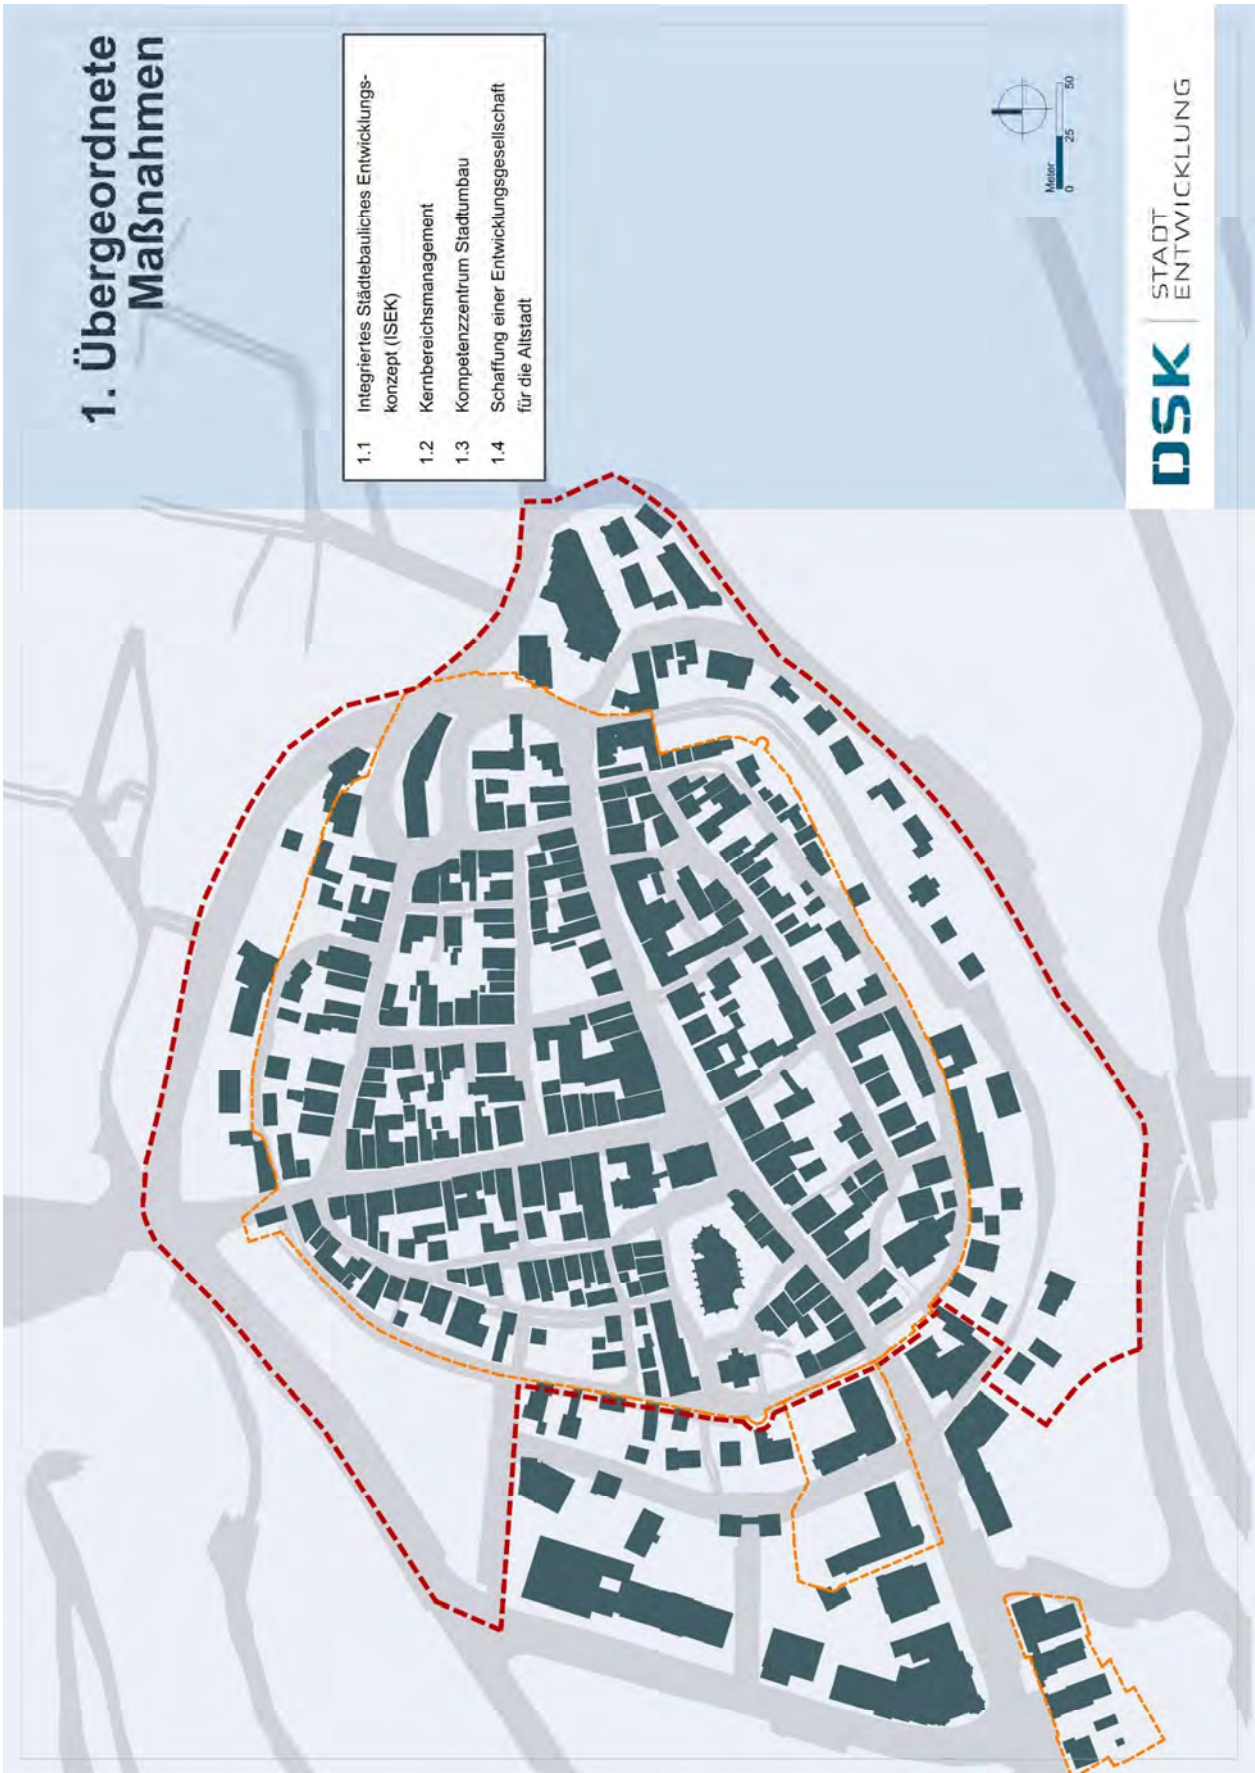 1. Übergeordnete
Maßnahmen
1.1 Integriertes Städtebauliches Entwicklungs-
konzept (ISEK)
1.2 Kernbereichsmanagement
1.3 Kompetenzzentrum Stadtumbau
1.4 Schaffung einer Entwicklungsgesellschaft
für die Altstadt
Meter
0 25 50
DSK
STADT
ENTWICKLUNG